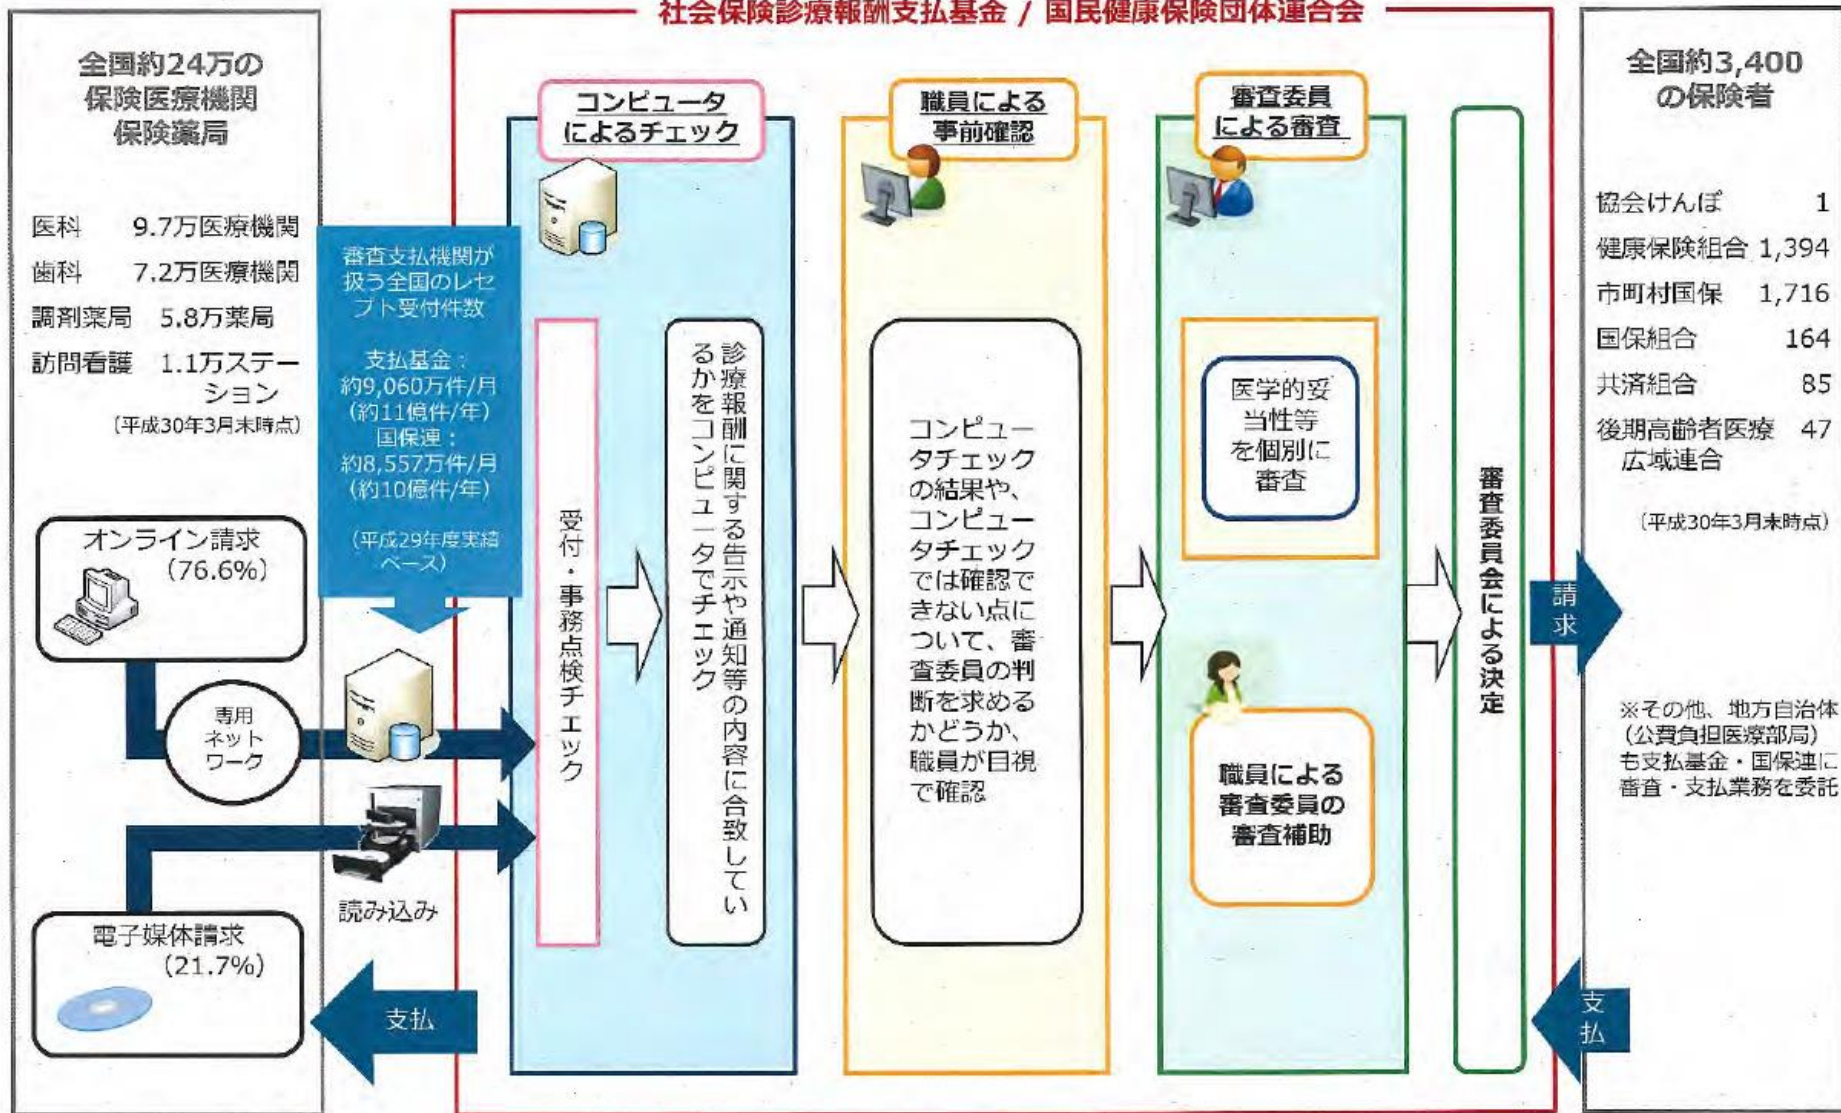 社会保険診療報酬支払基金 / 国民健康保険団体連合会
全国約24万の
保険医療機関
保険薬局
医科 9.7万医療機関
歯科 7.2万医療機関
調剤薬局 5.8万薬局
訪問看護 1.1万ステー
ション
(平成30年3月末時点)
オンライン請求
(76.6%)
専用
ネット
ワーク
電子媒体請求
(21.7%)
審査支払機関が
扱う全国のレセ
プト受付件数
支払基金：
約9,060万件/月
(約11億件/年)
国保連：
約8,557万件/月
(約10億件/年)
(平成29年度実績
ベース)
読み込み
支払
コンピュータ
によるチェック
受付・事務点検チェック
診療報酬に関する告示や通知等の内容に合致してい
るかをコンピュータでチェック
職員による
事前確認
コンピュー
タチェック
の結果や、
コンピュー
タチェック
では確認で
きない点に
ついて、審
査委員の判
断を求める
かどうか、
職員が目視
で確認
審査委員
による審査
医学的妥
当性等
を個別に
審査
職員による
審査委員の
審査補助
審査委員会による決定
請求
支払
全国約3,400
の保険者
協会けんぽ 1
健康保険組合 1,394
市町村国保 1,716
国保組合 164
共済組合 85
後期高齢者医療 47
広域連合
(平成30年3月末時点)
※その他、地方自治体
(公費負担医療部局)
も支払基金・国保連に
審査・支払業務を委託